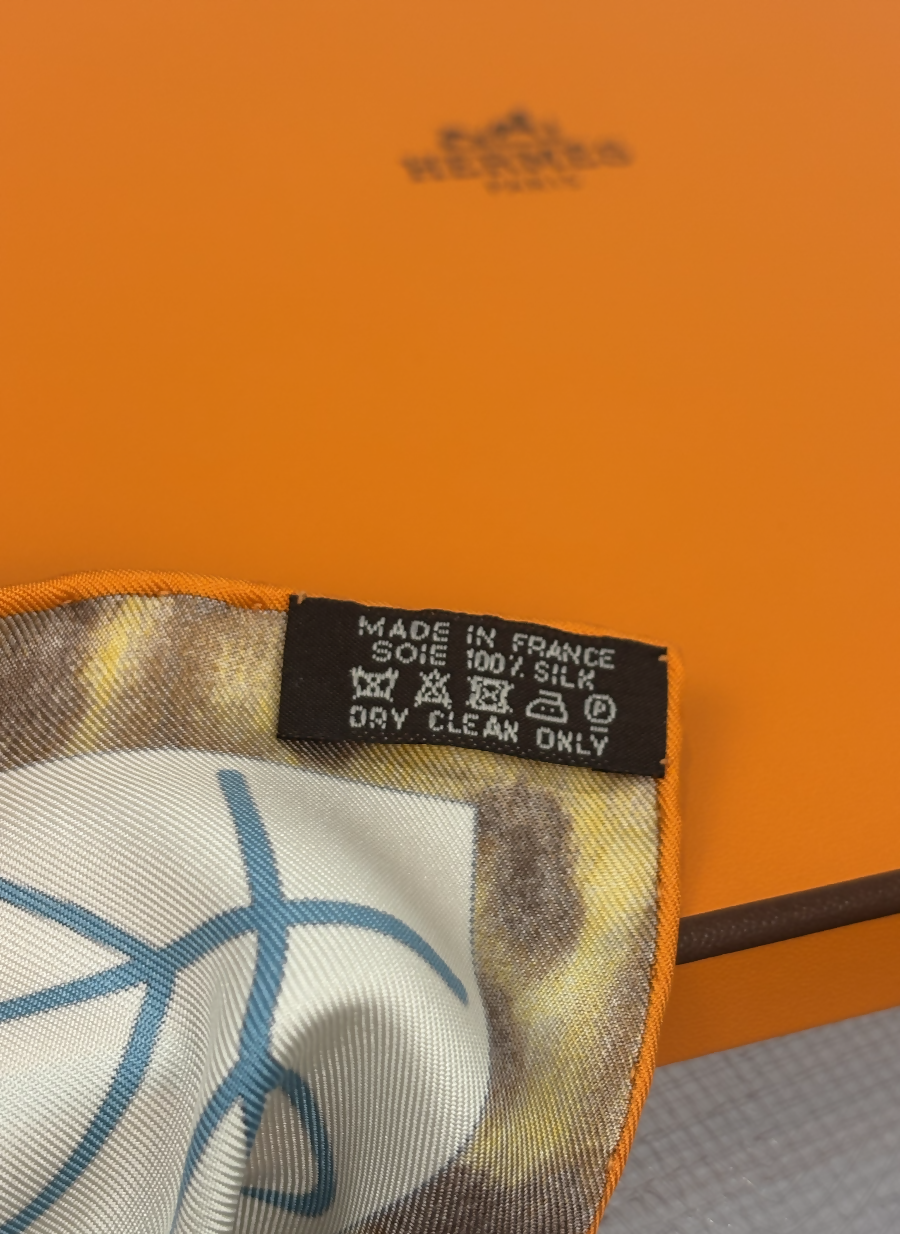 HERMES
PARIS
MADE IN FRANCE
SOIE 100% SILK
P
DRY CLEAN ONLY